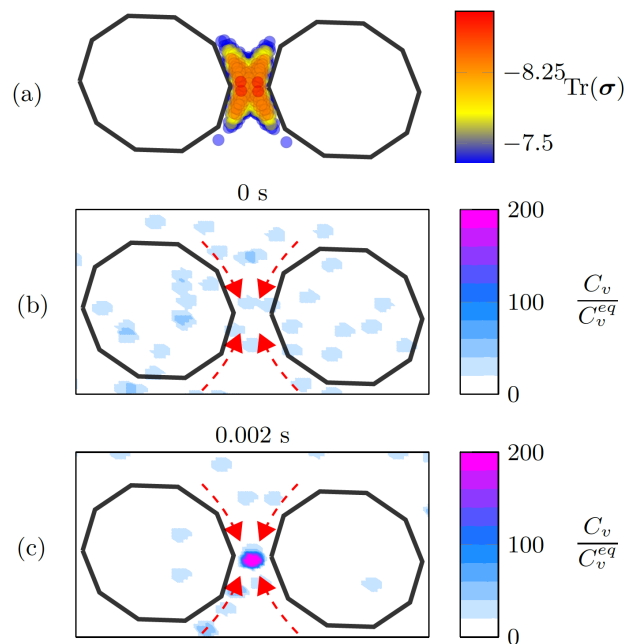 (a)
−8.25
Tr(σ)
−7.5
0 s
(b)
200
100
0
C_v
C_v^{eq}
0.002 s
(c)
200
100
0
C_v
C_v^{eq}